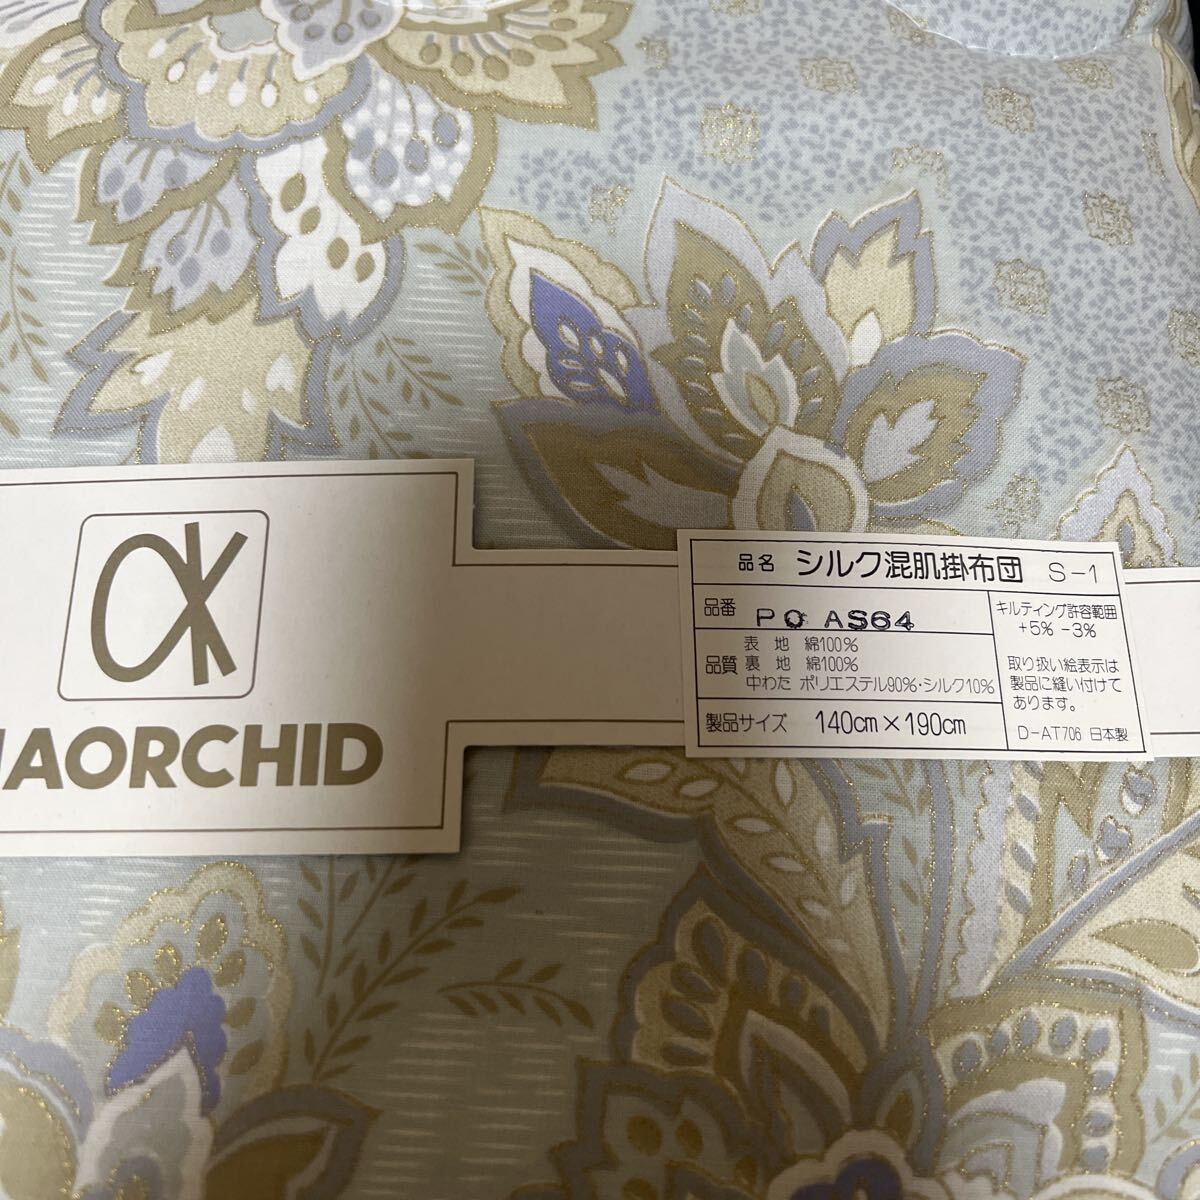 AORCHID
品名 シルク混肌掛布団 S-1
品番 PO AS64
品質 表地 綿100%
裏地 綿100%
中わた ポリエステル90%・シルク10%
製品サイズ 140cm×190cm
キルティング許容範囲
+5% -3%
取り扱い絵表示は
製品に縫い付けて
あります。
D-AT706 日本製